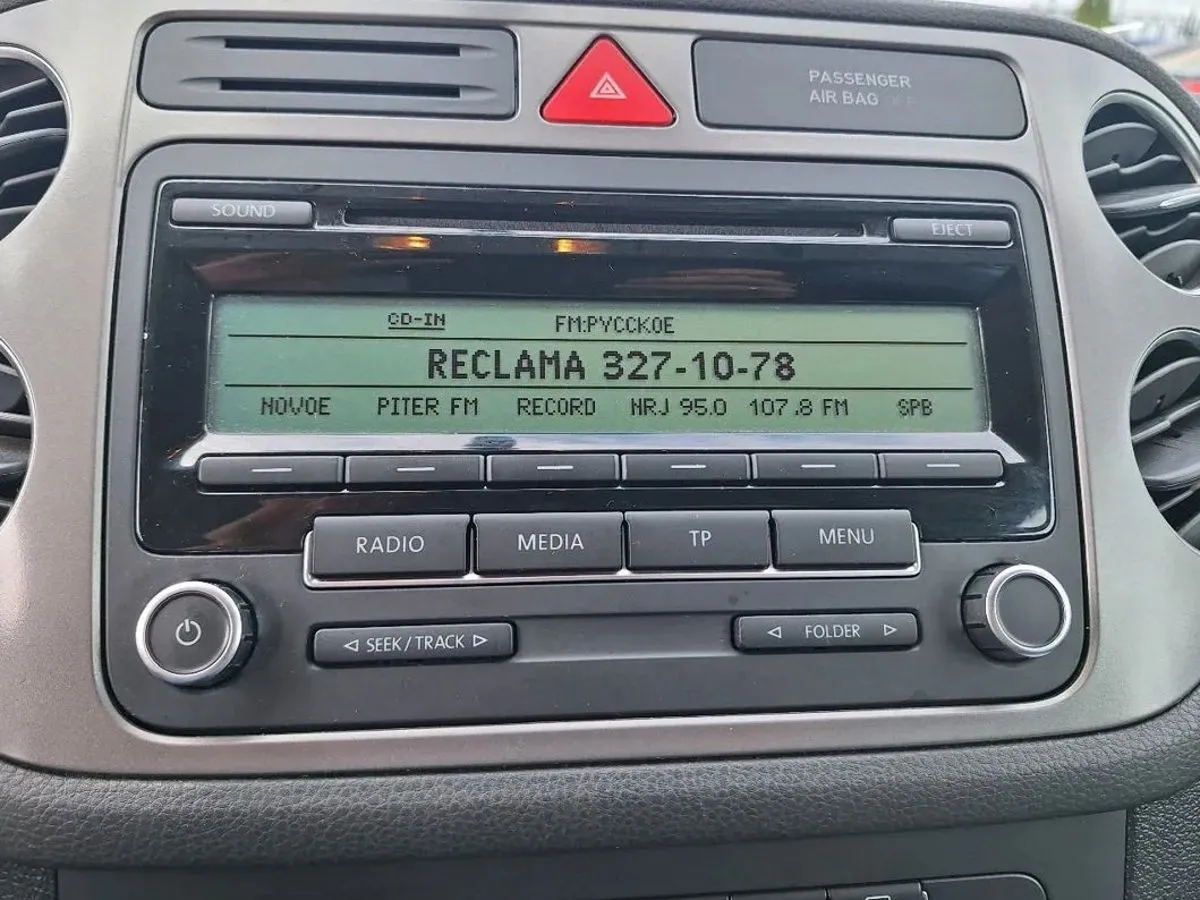 PASSENGER
AIR BAG
SOUND
EJECT
CD-IN FM:РУССКОЕ
RECLAMA 327-10-78
NOVOE PITER FM RECORD NRJ 95.0 107.8 FM SPB
RADIO MEDIA TP MENU
SEEK/TRACK
FOLDER